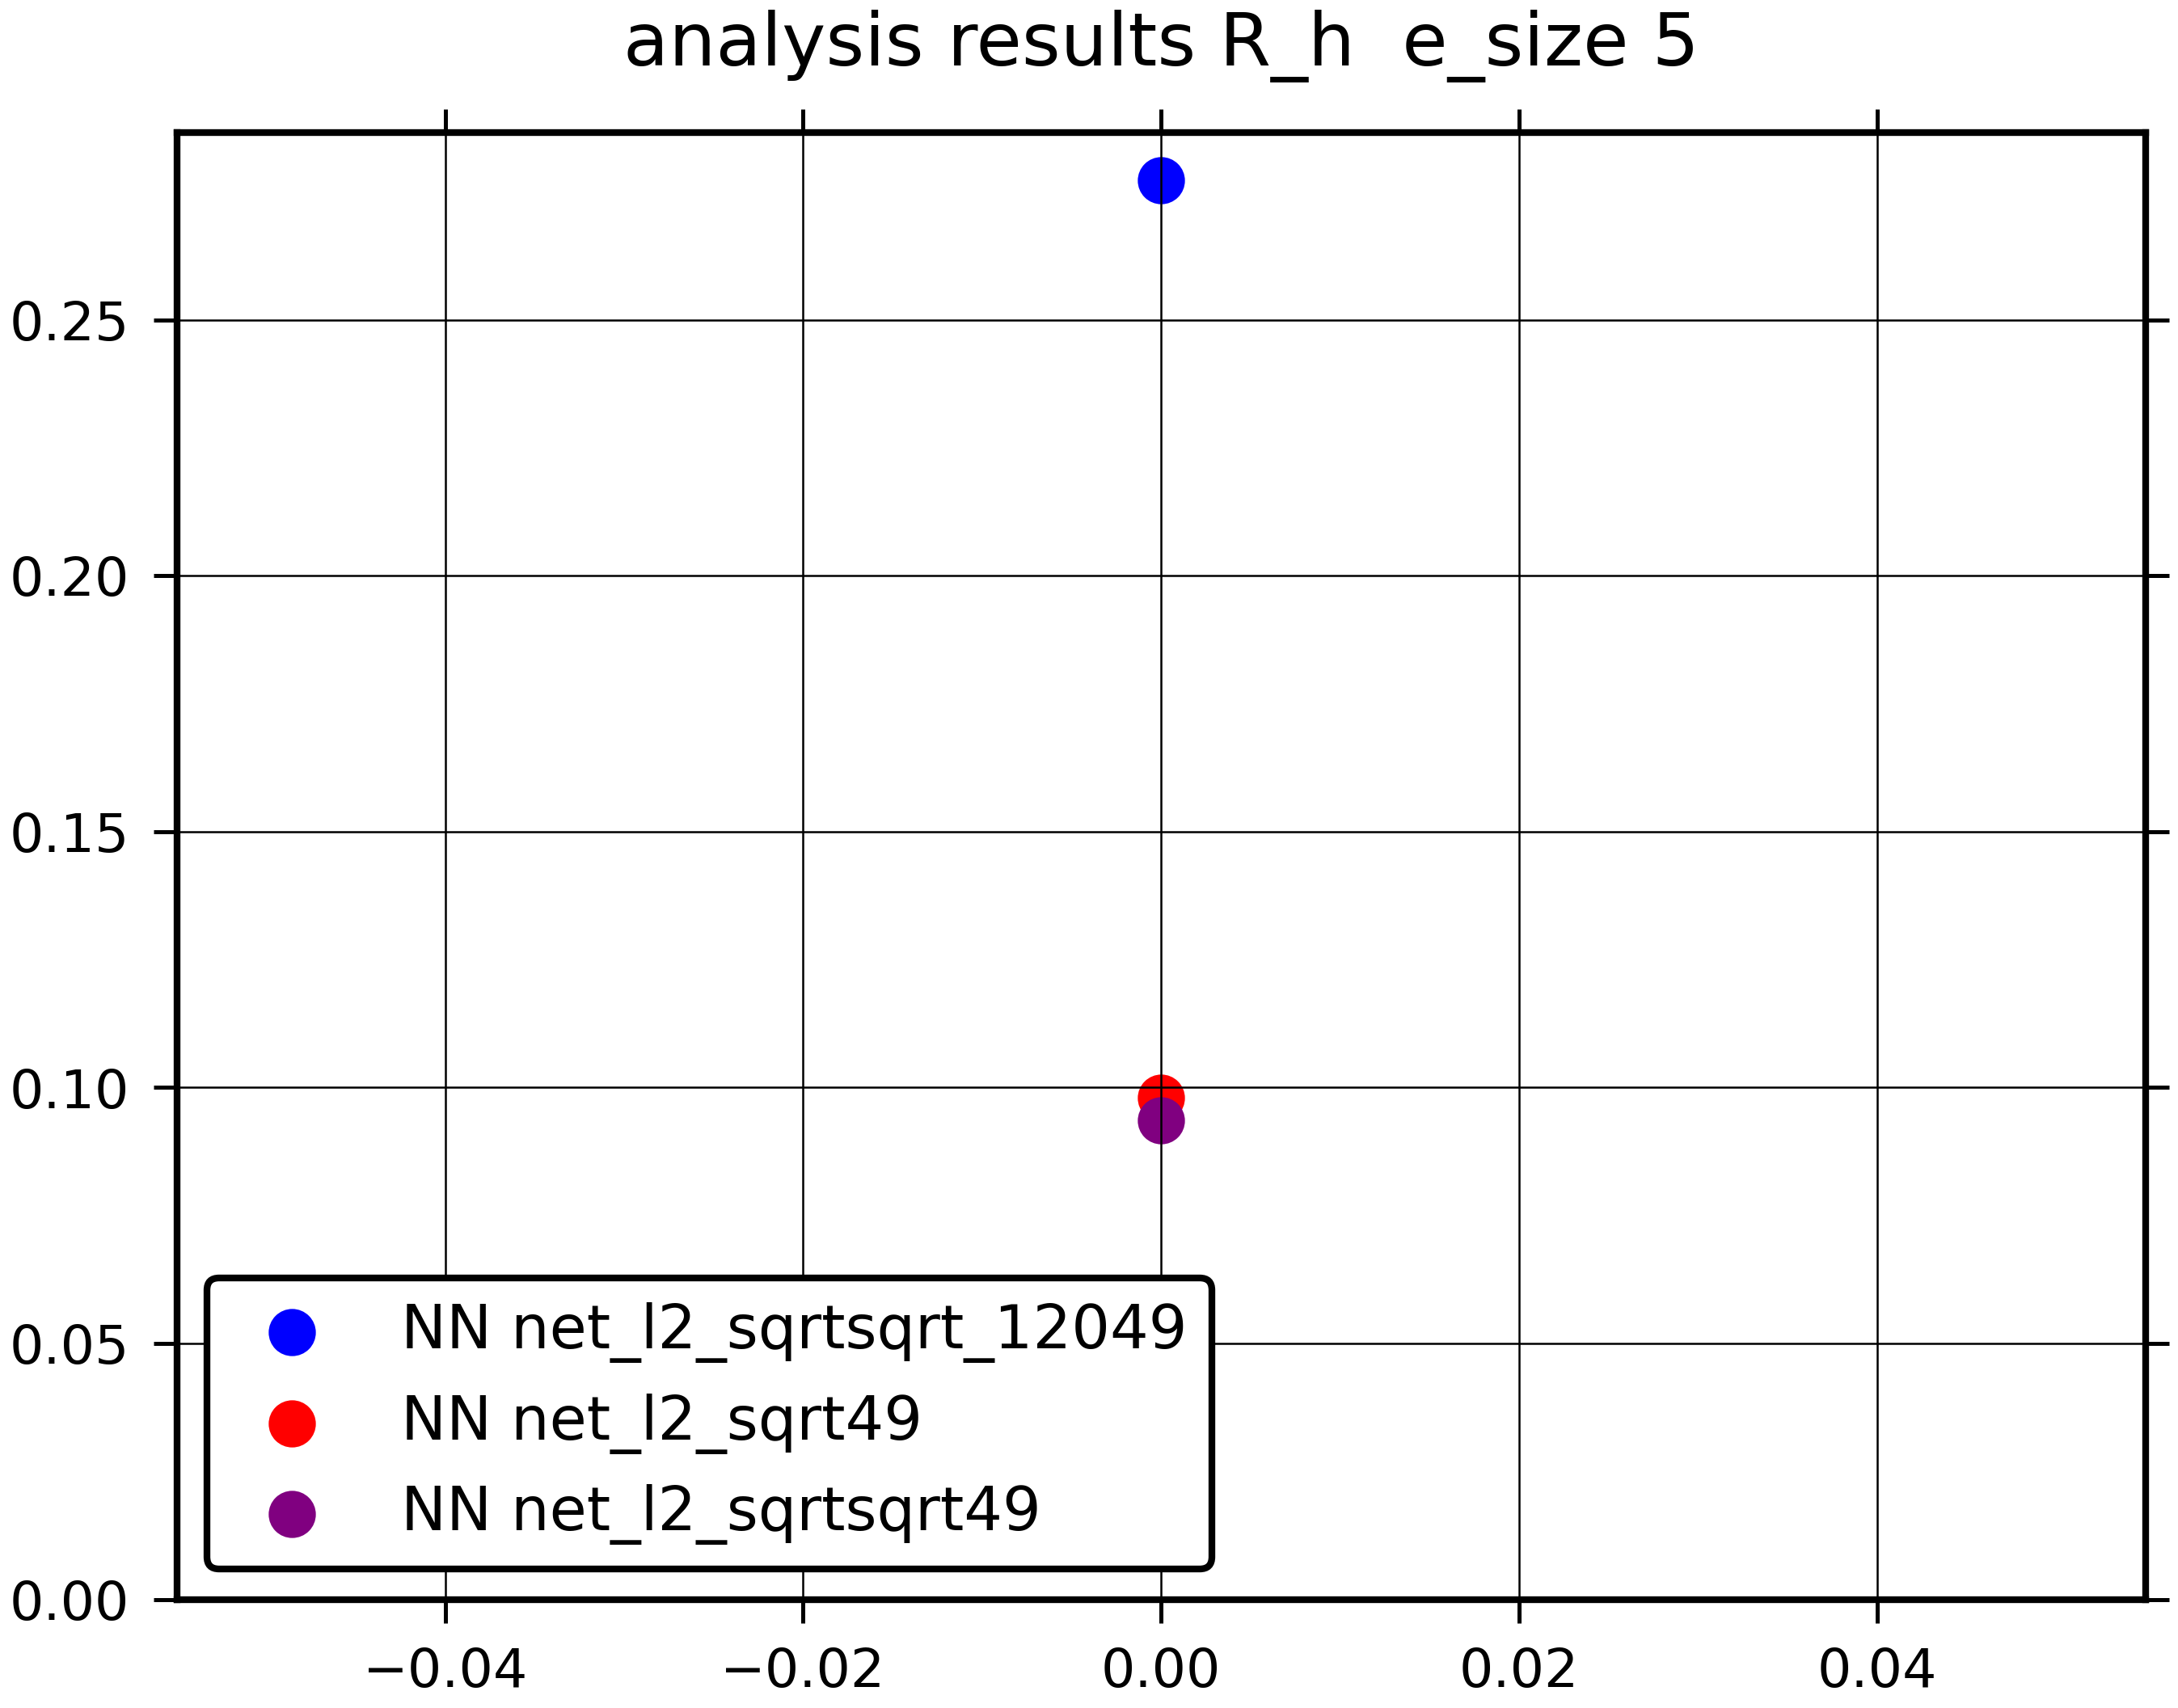 analysis results R_h  e_size 5
0.25
0.20
0.15
0.10
0.05
0.00
NN net_l2_sqrtsqrt_12049
NN net_l2_sqrt49
NN net_l2_sqrtsqrt49
−0.04 −0.02 0.00 0.02 0.04